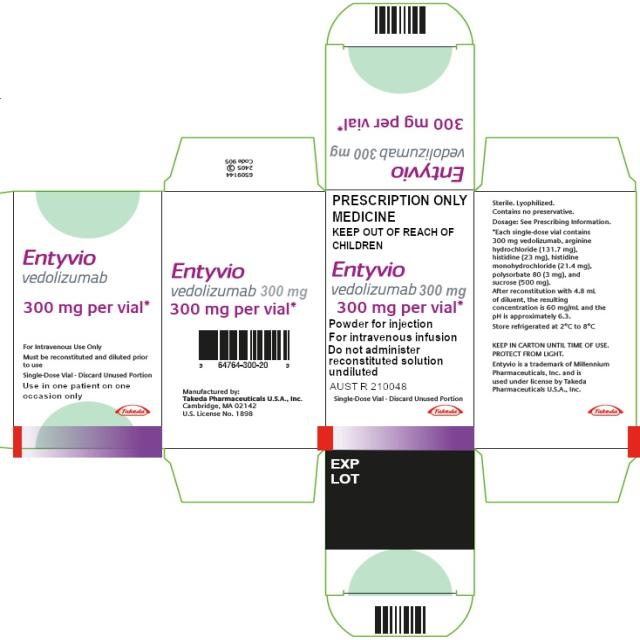 300 mg per vial*
vedolizumab 300 mg
Entyvio
6509144
2405 3
Code 905
Entyvio
vedolizumab
300 mg per vial*
For Intravenous Use Only
Must be reconstituted and diluted prior
to use
Single-Dose Vial - Discard Unused Portion
Use in one patient on one
occasion only
Takeda
Entyvio
vedolizumab 300 mg
300 mg per vial*
3 64764-300-20 3
Manufactured by:
Takeda Pharmaceuticals U.S.A., Inc.
Cambridge, MA 02142
U.S. License No. 1898
PRESCRIPTION ONLY
MEDICINE
KEEP OUT OF REACH OF
CHILDREN
Entyvio
vedolizumab 300 mg
300 mg per vial*
Powder for injection
For intravenous infusion
Do not administer
reconstituted solution
undiluted
AUST R 210048
Single-Dose Vial - Discard Unused Portion
Takeda
EXP
LOT
Sterile. Lyophilized.
Contains no preservative.
Dosage: See Prescribing Information.
*Each single-dose vial contains
300 mg vedolizumab, arginine
hydrochloride (131.7 mg),
histidine (23 mg), histidine
monohydrochloride (21.4 mg),
polysorbate 80 (3 mg), and
sucrose (500 mg).
After reconstitution with 4.8 mL
of diluent, the resulting
concentration is 60 mg/mL and the
pH is approximately 6.3.
Store refrigerated at 2°C to 8°C
KEEP IN CARTON UNTIL TIME OF USE.
PROTECT FROM LIGHT.
Entyvio is a trademark of Millennium
Pharmaceuticals, Inc. and is
used under license by Takeda
Pharmaceuticals U.S.A., Inc.
Takeda